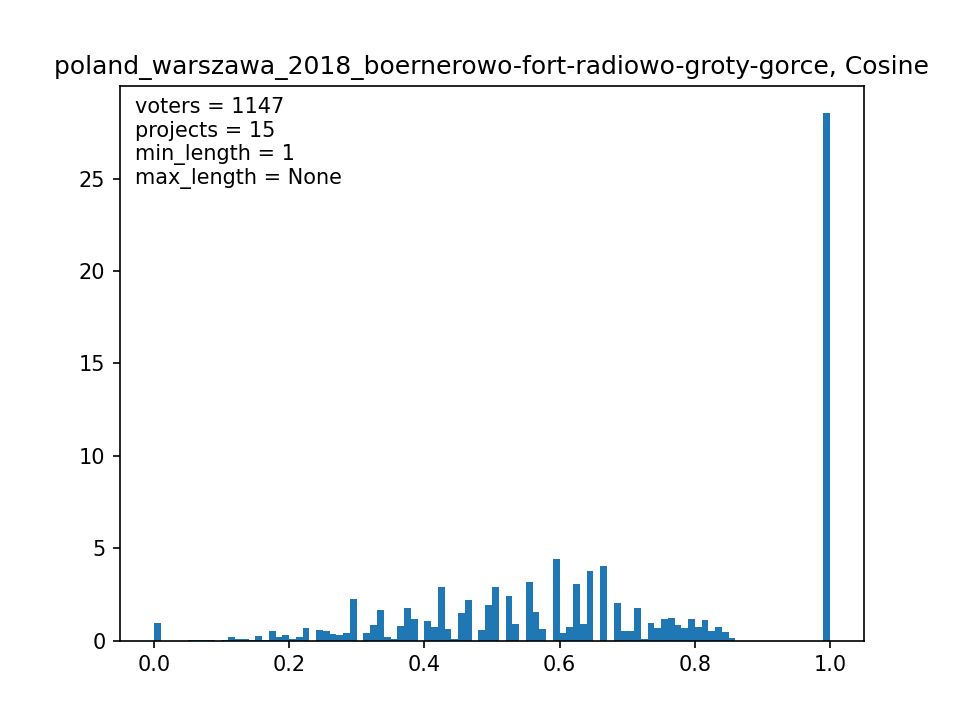 poland_warszawa_2018_boernerowo-fort-radiowo-groty-gorce, Cosine
voters = 1147
projects = 15
min_length = 1
max_length = None
25
20
15
10
5
0
0.0 0.2 0.4 0.6 0.8 1.0